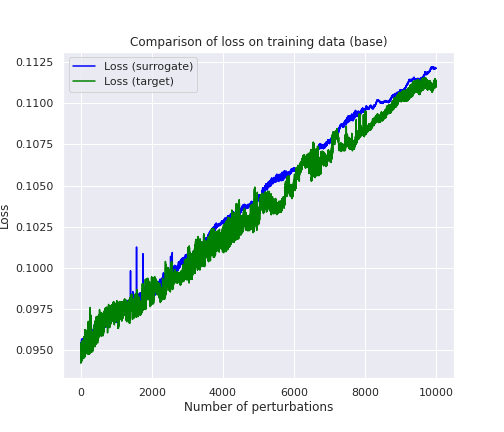 Comparison of loss on training data (base)
Loss (surrogate)
Loss (target)
0.1125
0.1100
0.1075
0.1050
0.1025
0.1000
0.0975
0.0950
Loss
0 2000 4000 6000 8000 10000
Number of perturbations